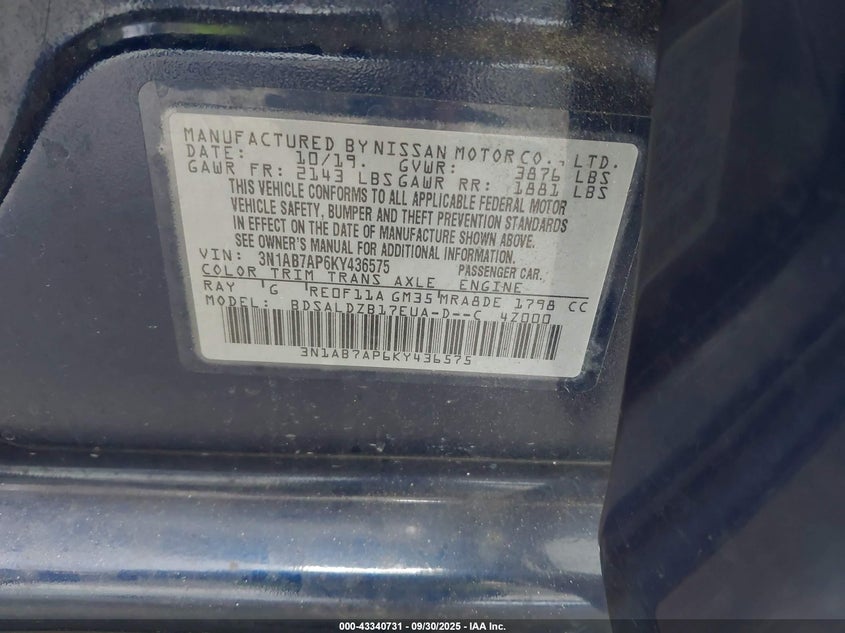 MANUFACTURED BY NISSAN MOTOR CO., LTD.
DATE: 10/19. GVWR: 3876 LBS
GAWR FR: 2143 LBS GAWR RR: 1881 LBS
THIS VEHICLE CONFORMS TO ALL APPLICABLE FEDERAL MOTOR
VEHICLE SAFETY, BUMPER AND THEFT PREVENTION STANDARDS
IN EFFECT ON THE DATE OF MANUFACTURE SHOWN ABOVE.
SEE OWNER'S MANUAL FOR ADDITIONAL INFORMATION.
VIN: 3N1AB7AP6KY436575 PASSENGER CAR.
COLOR TRIM TRANS AXLE ENGINE
RAY G RE0F11A GM35 MRA8DE 1798 CC
MODEL: BDSALDZB17EUA-D--C 4Z000
3N1AB7AP6KY436575
000-43340731 - 09/30/2025 - IAA Inc.